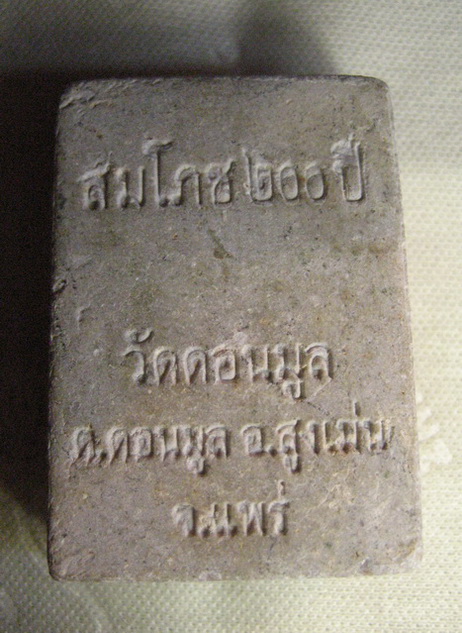 สมโภช ๒๐๐ ปี
วัดดอนมูล
ต.ดอนมูล อ.สูงเม่น
จ.แพร่